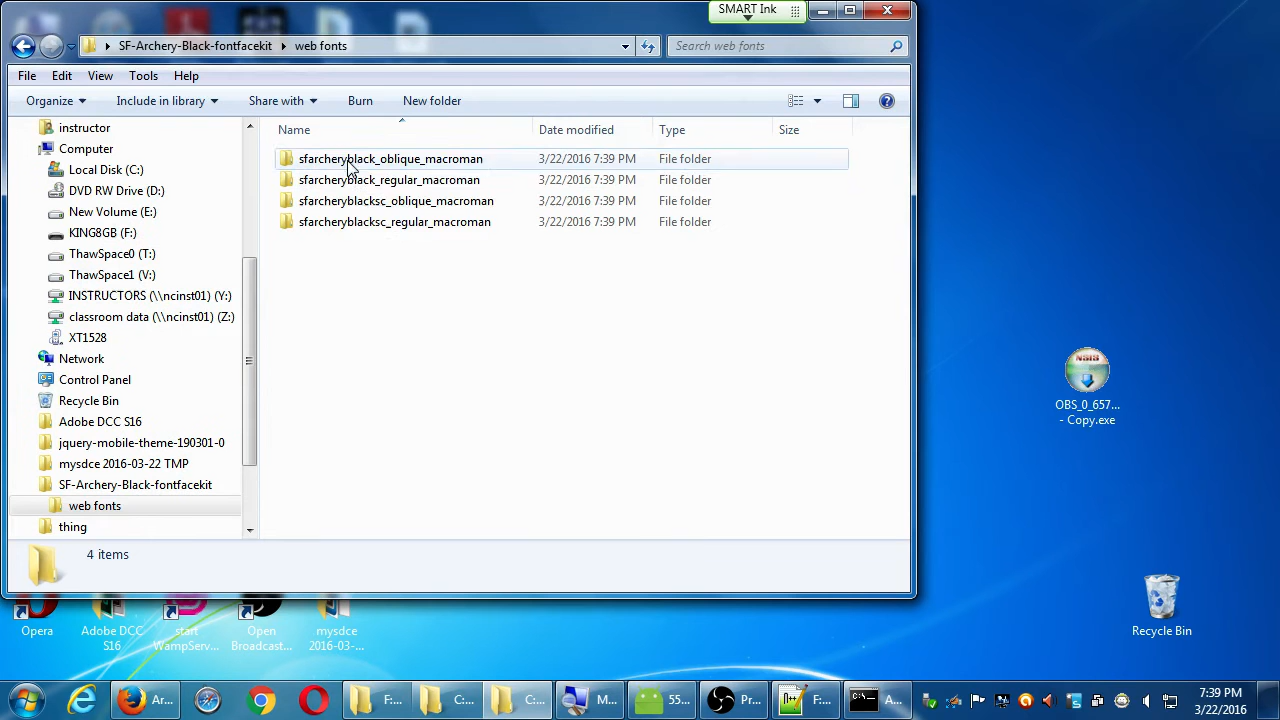 SMART Ink
SF-Archery-Black-fontfacekit
web fonts
Search web fonts
File Edit View Tools Help
Organize Include in library Share with Burn New folder
Name Date modified Type Size
instructor
Computer
Local Disk (C:)
DVD RW Drive (D:)
New Volume (E:)
KING8GB (F:)
ThawSpace0 (T:)
ThawSpace1 (V:)
INSTRUCTORS (\\ncinst01) (Y:)
classroom data (\\ncinst01) (Z:)
XT1528
Network
Control Panel
Recycle Bin
Adobe DCC S16
jquery-mobile-theme-190301-0
mysdce 2016-03-22 TMP
SF-Archery-Black-fontfacekit
web fonts
thing
sfarcheryblack_oblique_macroman 3/22/2016 7:39 PM File folder
sfarcheryblack_regular_macroman 3/22/2016 7:39 PM File folder
sfarcheryblacksc_oblique_macroman 3/22/2016 7:39 PM File folder
sfarcheryblacksc_regular_macroman 3/22/2016 7:39 PM File folder
4 items
OBS_0_657...
- Copy.exe
Recycle Bin
Opera
Adobe DCC
S16
start
WampServ...
Open
Broadcast...
mysdce
2016-03-...
Ar...
F:...
C:...
C:...
M...
55...
Pr...
F:...
A...
7:39 PM
3/22/2016